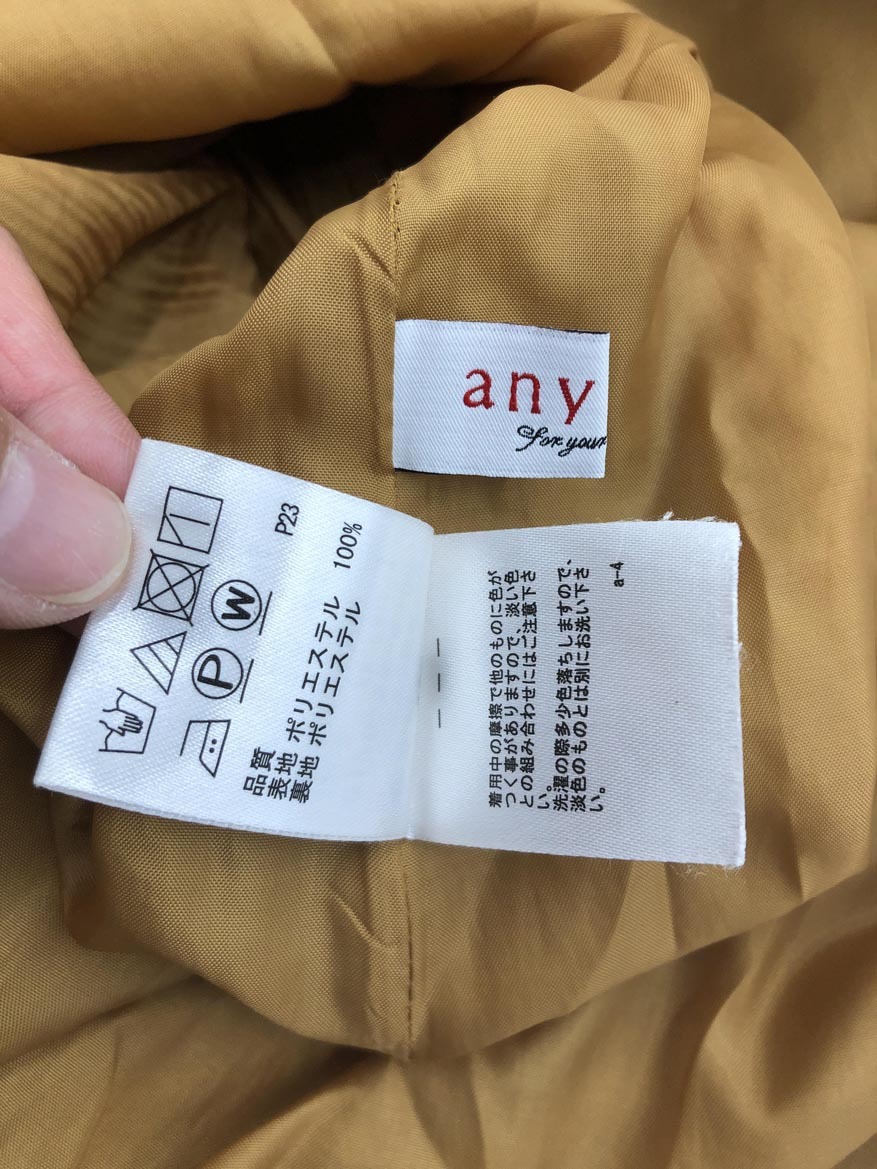 any
for your
P23
P
W
品質
表地 ポリエステル 100%
裏地 ポリエステル
着用中の摩擦で他のものに色が
つく事がありますので、淡い色
との組み合わせにはご注意下さ
い。
洗濯の際多少色落ちしますので、
淡色のものとは別にお洗い下さ
い。
a-4